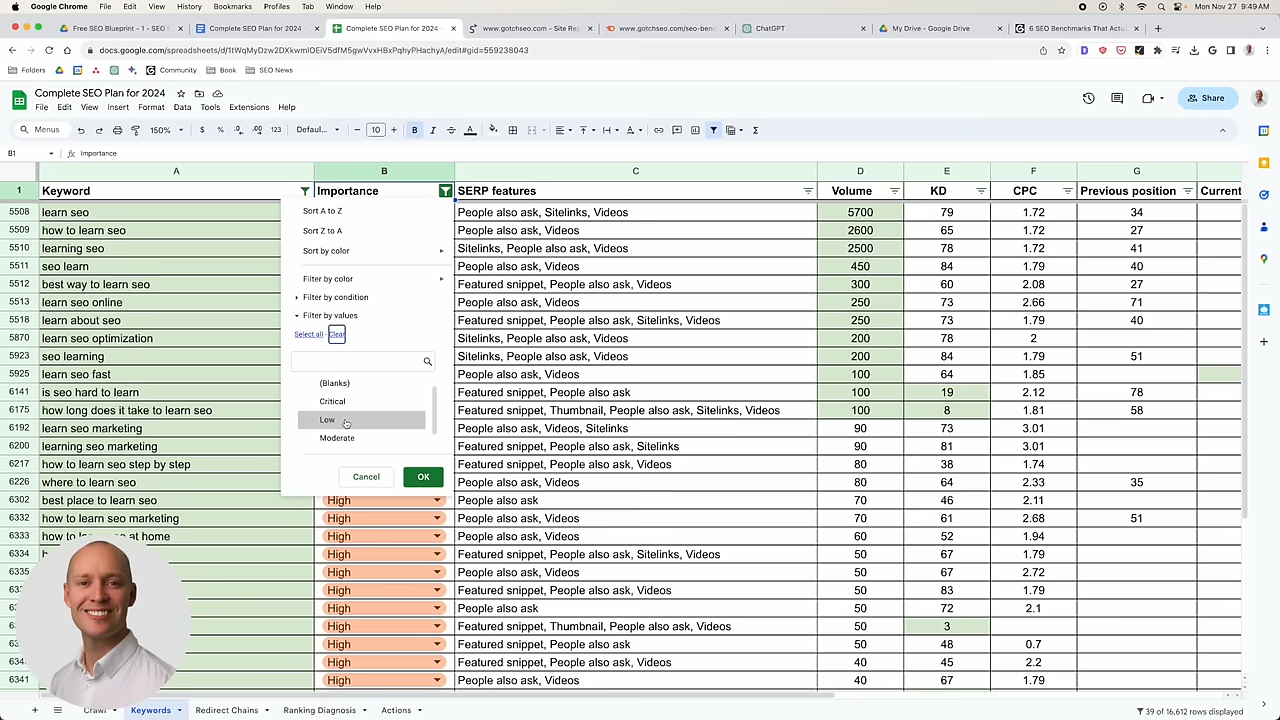 Chrome File Edit View History Bookmarks Profiles Tab Window Help Mon Nov 27 9:49 AM
Free SEO Blueprint - 1 - SEO Complete SEO Plan for 2024 Complete SEO Plan for 2024 www.gotchseo.com - Site Rep www.gotchseo.com/seo-benc ChatGPT My Drive - Google Drive 6 SEO Benchmarks That Actu
docs.google.com/spreadsheets/d/1tWqMyDzw2DXkwmIOEiV5dfM5gwVvxHBxPqhyPHachyA/edit#gid=559238043
Folders Community Book SEO News
Complete SEO Plan for 2024
File Edit View Insert Format Data Tools Extensions Help
Share
Menus 150% $ % .0 .00 123 Defaul... 10 B I A
B1 fx Importance
A B C D E F G
1 Keyword Importance SERP features Volume KD CPC Previous position Current
5508 learn seo People also ask, Sitelinks, Videos 5700 79 1.72 34
5509 how to learn seo People also ask, Videos 2600 65 1.72 27
5510 learning seo Sitelinks, People also ask, Videos 2500 78 1.72 41
5511 seo learn People also ask, Videos 450 84 1.79 40
5512 best way to learn seo Featured snippet, People also ask, Videos 300 60 2.08 27
5513 learn seo online People also ask, Videos 250 73 2.66 71
5518 learn about seo Featured snippet, People also ask, Sitelinks, Videos 250 73 1.79 40
5870 learn seo optimization Sitelinks, People also ask, Videos 200 78 2
5923 seo learning Sitelinks, People also ask, Videos 200 84 1.79 51
5925 learn seo fast People also ask, Videos 100 64 1.85
6141 is seo hard to learn Featured snippet, People also ask 100 19 2.12 78
6175 how long does it take to learn seo Featured snippet, Thumbnail, People also ask, Sitelinks, Videos 100 8 1.81 58
6192 learn seo marketing People also ask, Videos, Sitelinks 90 73 3.01
6200 learning seo marketing Featured snippet, People also ask, Sitelinks 90 81 3.01
6217 how to learn seo step by step Featured snippet, People also ask, Videos 80 38 1.74
6226 where to learn seo Featured snippet, People also ask, Videos 80 64 2.33 35
6302 best place to learn seo High People also ask 70 46 2.11
6332 how to learn seo marketing High People also ask, Videos 70 61 2.68 51
6333 how to at home High People also ask, Videos 60 52 1.94
6334 High Featured snippet, People also ask, Sitelinks, Videos 50 67 1.79
6335 High People also ask, Videos 50 67 2.72
High Featured snippet, People also ask, Videos 50 83 1.79
High People also ask 50 72 2.1
High Featured snippet, Thumbnail, People also ask, Videos 50 3
High Featured snippet, People also ask 50 48 0.7
High Featured snippet, People also ask, Videos 40 45 2.2
6341 High People also ask, Videos 40 67 1.79
Sort A to Z
Sort Z to A
Sort by color
Filter by color
Filter by condition
Filter by values
Select all - Clear
(Blanks)
Critical
Low
Moderate
Cancel OK
Crawl Keywords Redirect Chains Ranking Diagnosis Actions 39 of 16,612 rows displayed